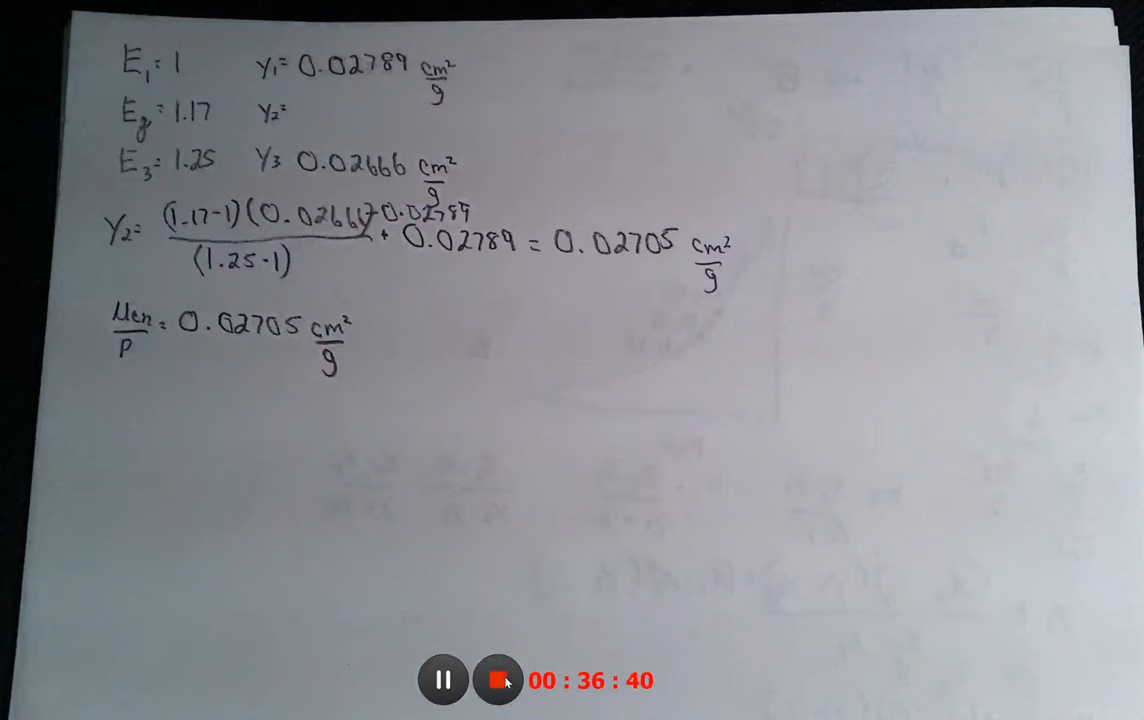 E₁ = 1 Y₁ = 0.02789 cm²/g
E₂ = 1.17 Y₂ =
E₃ = 1.25 Y₃ 0.02666 cm²/g
Y₂ = (1.17-1)(0.02666-0.02789)/(1.25-1) + 0.02789 = 0.02705 cm²/g
μen/ρ = 0.02705 cm²/g
00 : 36 : 40